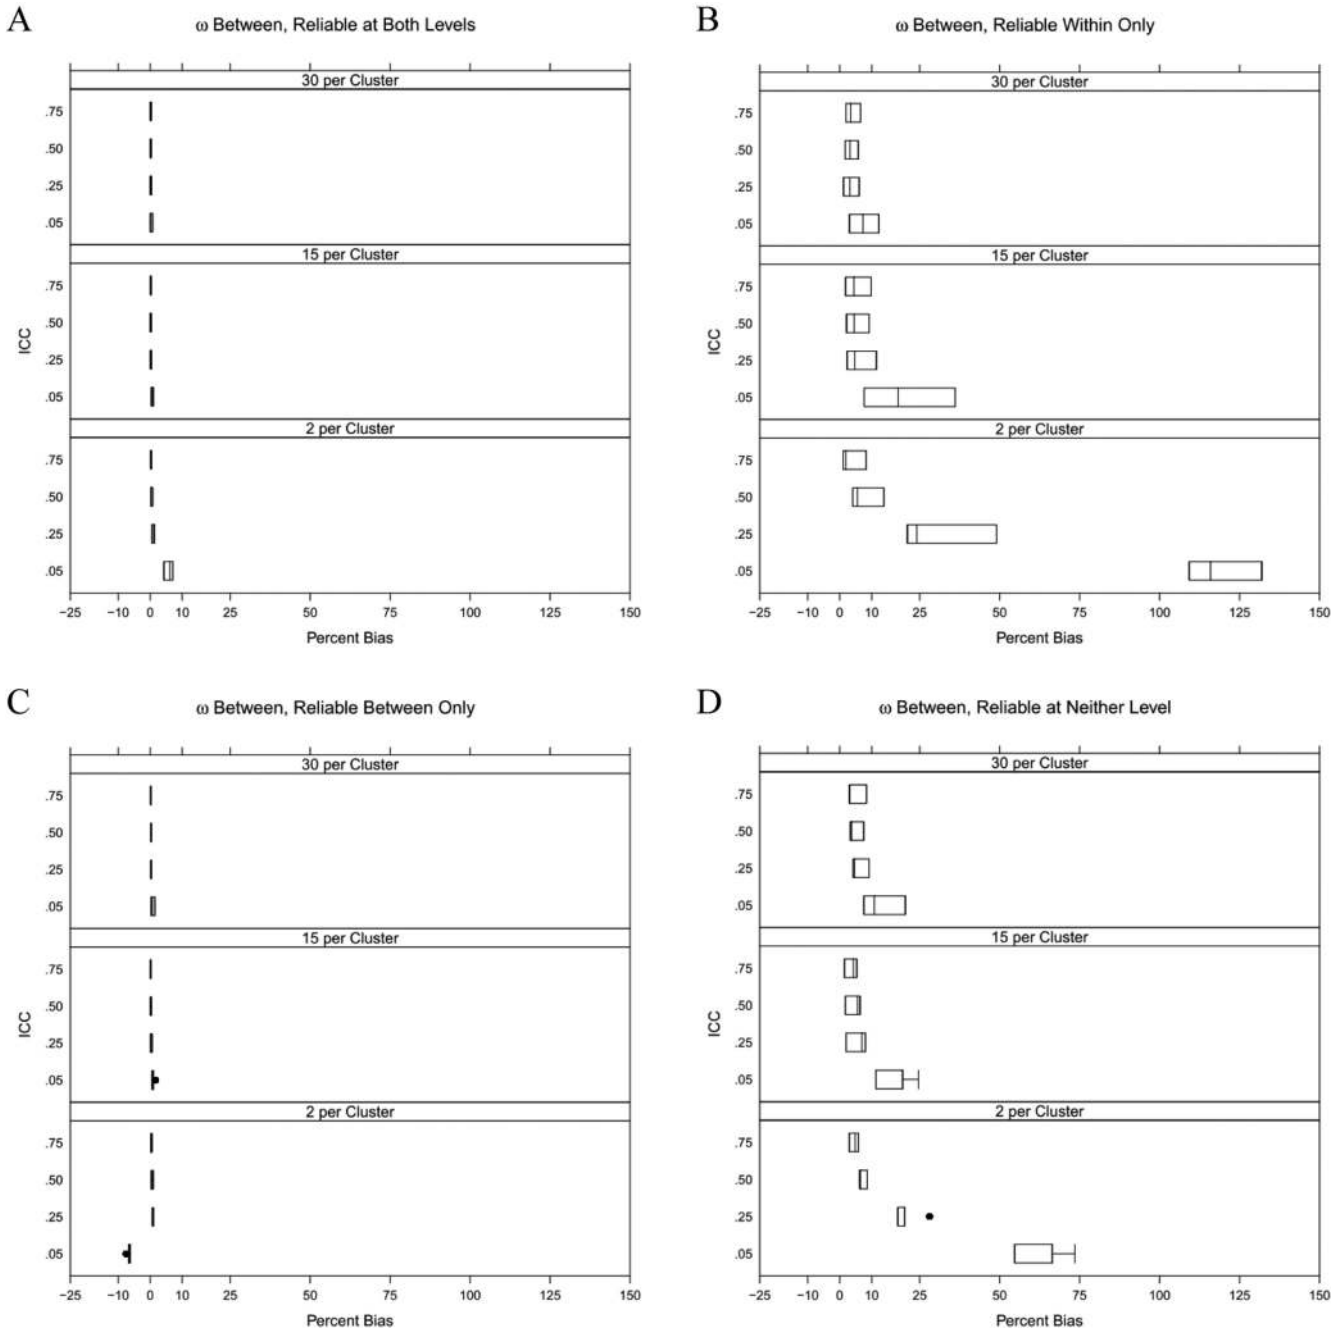 A
ω Between, Reliable at Both Levels
30 per Cluster
.75
.50
.25
.05
15 per Cluster
.75
.50
.25
.05
2 per Cluster
.75
.50
.25
.05
ICC
−25 −10 0 10 25 50 75 100 125 150
Percent Bias
B
ω Between, Reliable Within Only
30 per Cluster
.75
.50
.25
.05
15 per Cluster
.75
.50
.25
.05
2 per Cluster
.75
.50
.25
.05
ICC
−25 −10 0 10 25 50 75 100 125 150
Percent Bias
C
ω Between, Reliable Between Only
30 per Cluster
.75
.50
.25
.05
15 per Cluster
.75
.50
.25
.05
2 per Cluster
.75
.50
.25
.05
ICC
−25 −10 0 10 25 50 75 100 125 150
Percent Bias
D
ω Between, Reliable at Neither Level
30 per Cluster
.75
.50
.25
.05
15 per Cluster
.75
.50
.25
.05
2 per Cluster
.75
.50
.25
.05
ICC
−25 −10 0 10 25 50 75 100 125 150
Percent Bias